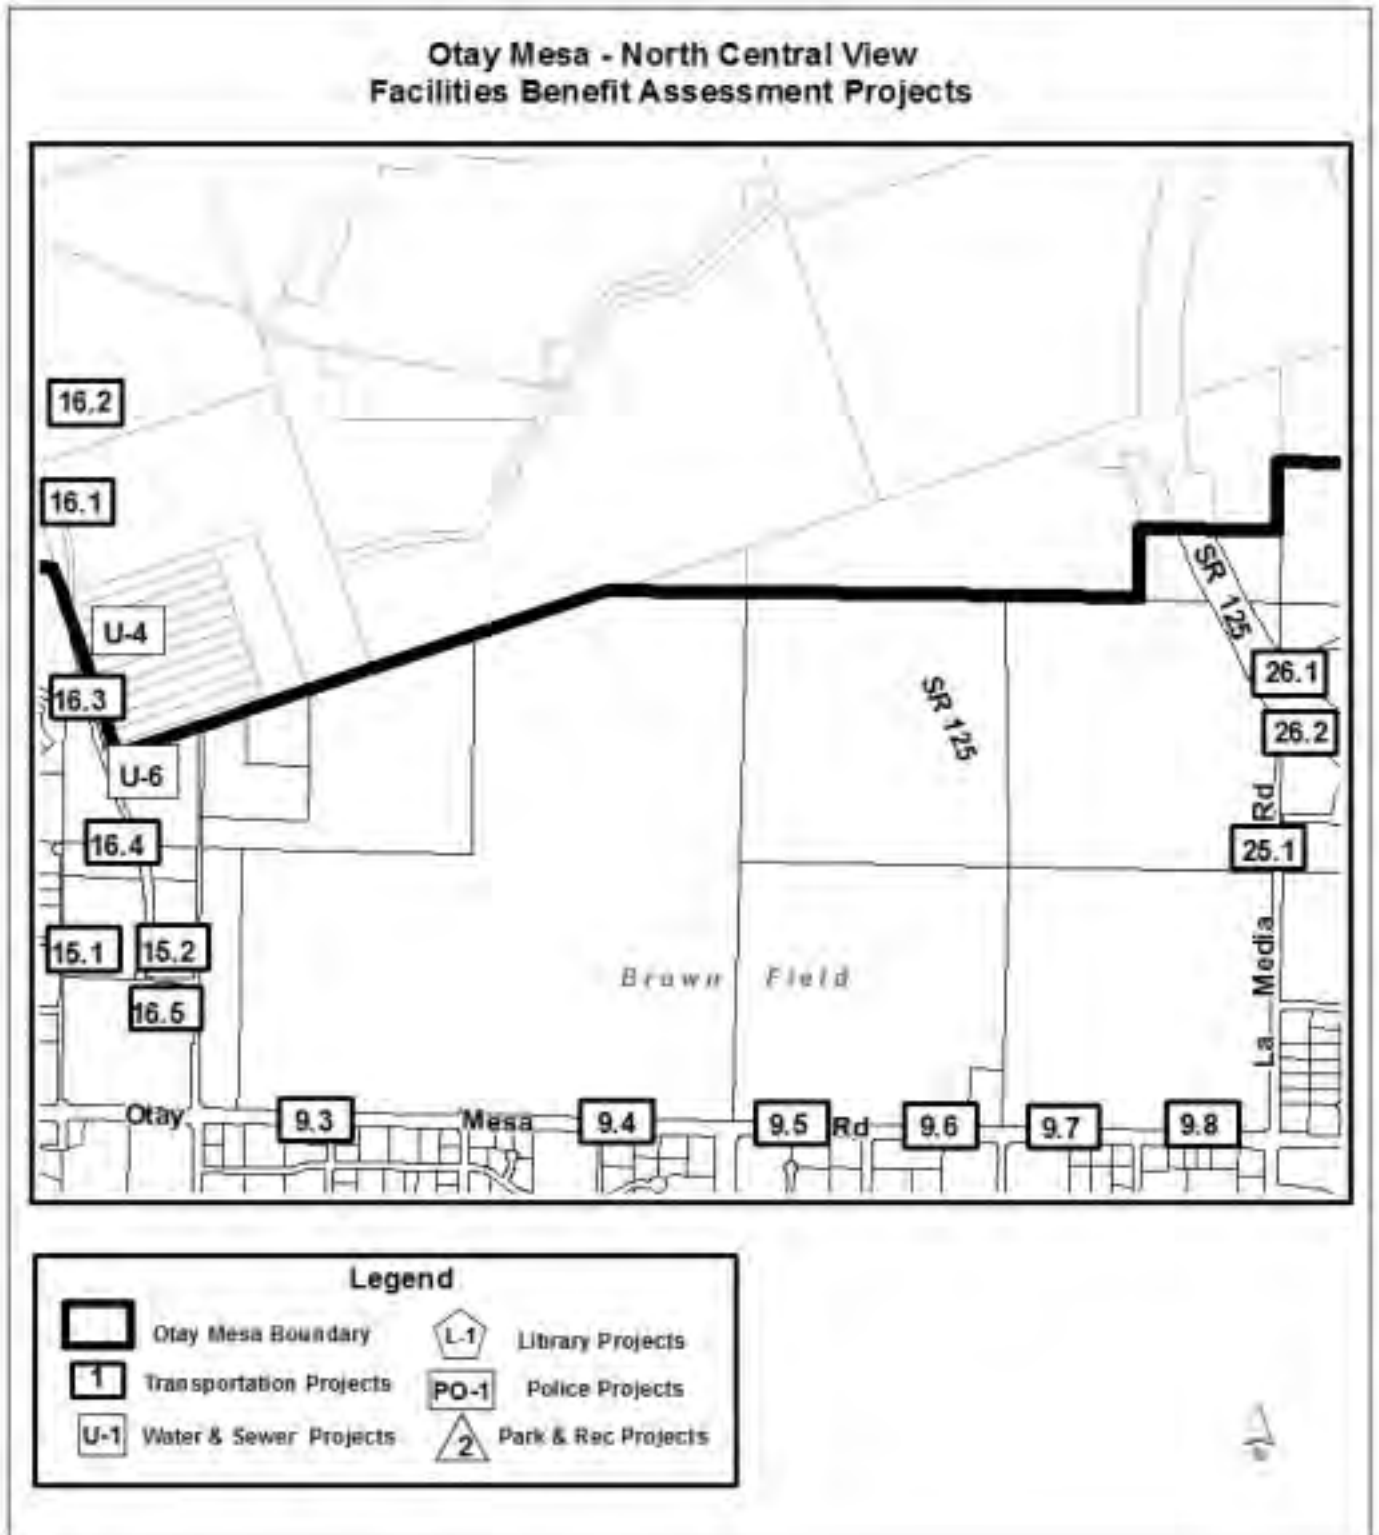 Otay Mesa - North Central View
Facilities Benefit Assessment Projects
16.2
16.1
U-4
16.3
U-6
16.4
15.1
15.2
16.5
SR 125
SR 125
26.1
26.2
25.1
La Media Rd
Brown Field
Otay Mesa Rd
9.3
9.4
9.5
9.6
9.7
9.8
Legend
Otay Mesa Boundary
1 Transportation Projects
U-1 Water & Sewer Projects
L-1 Library Projects
PO-1 Police Projects
2 Park & Rec Projects